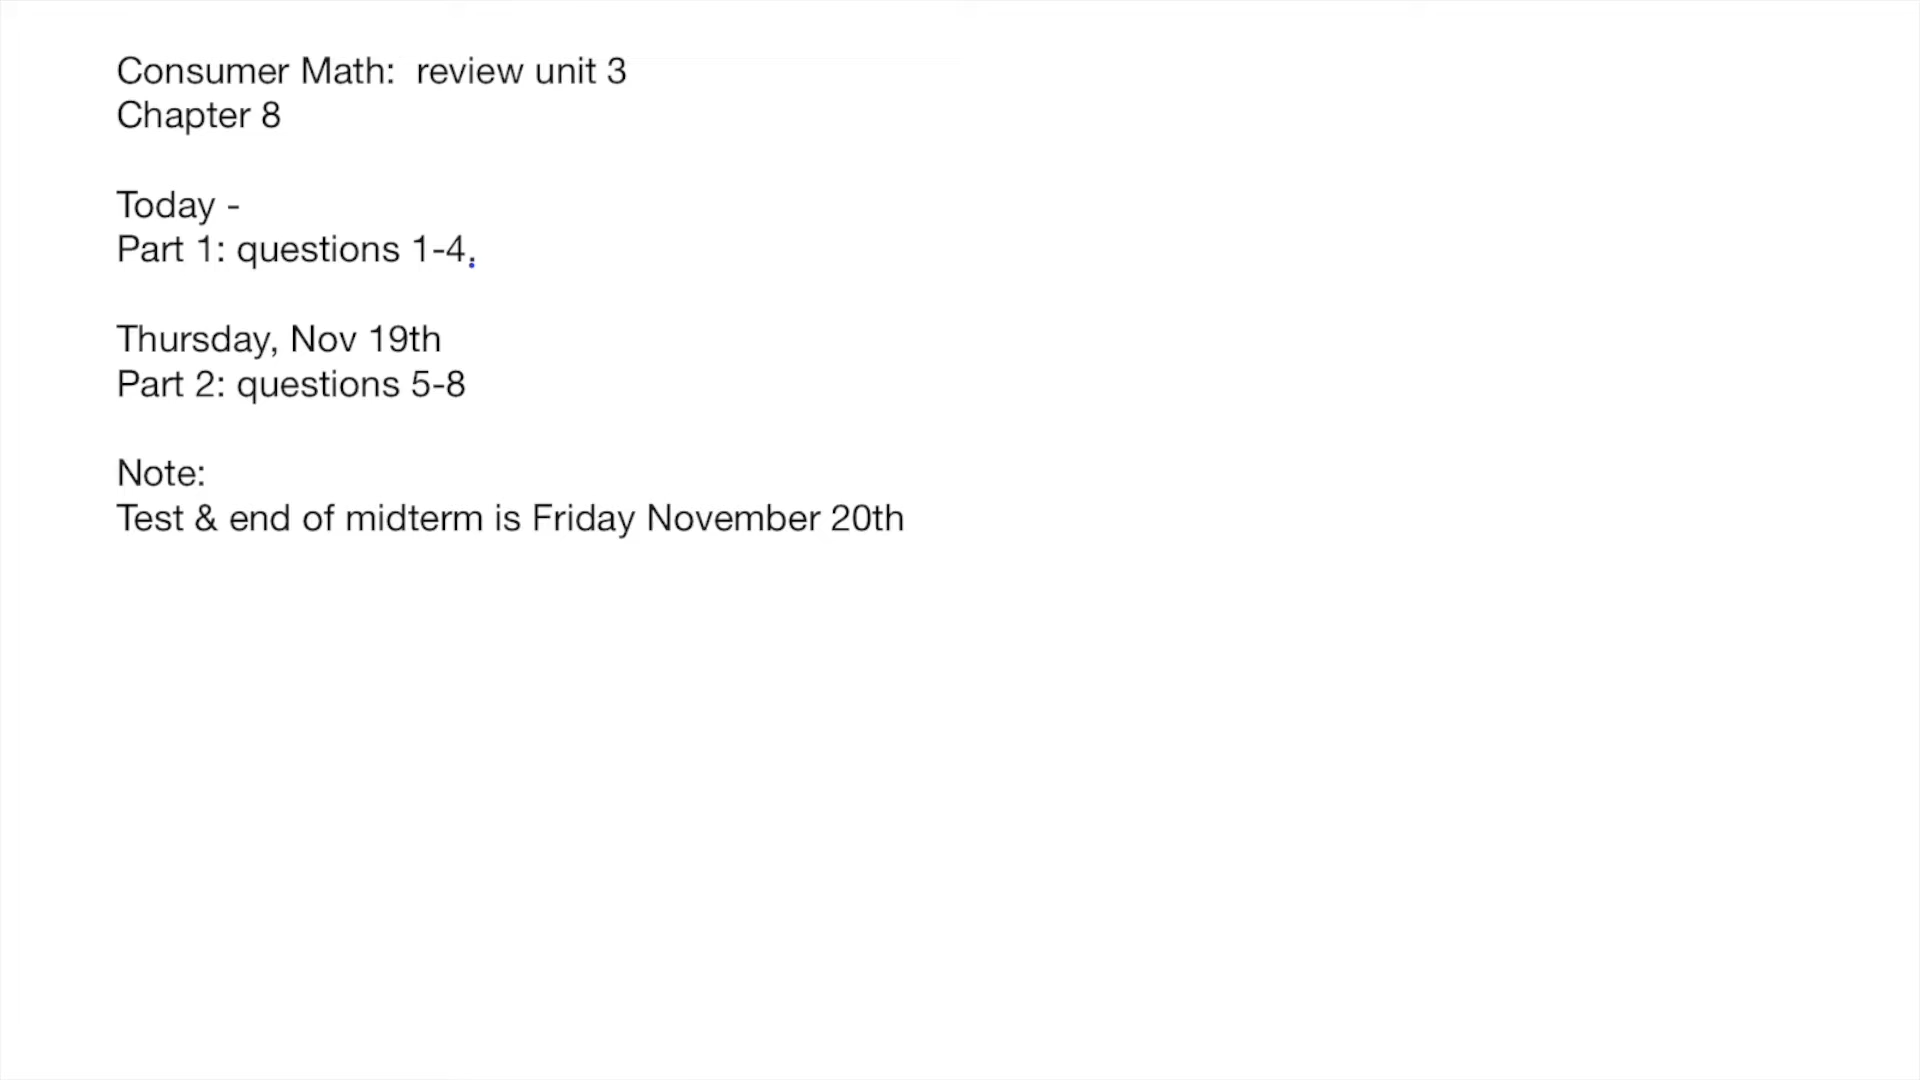 Consumer Math:  review unit 3
Chapter 8
Today -
Part 1: questions 1-4.
Thursday, Nov 19th
Part 2: questions 5-8
Note:
Test & end of midterm is Friday November 20th